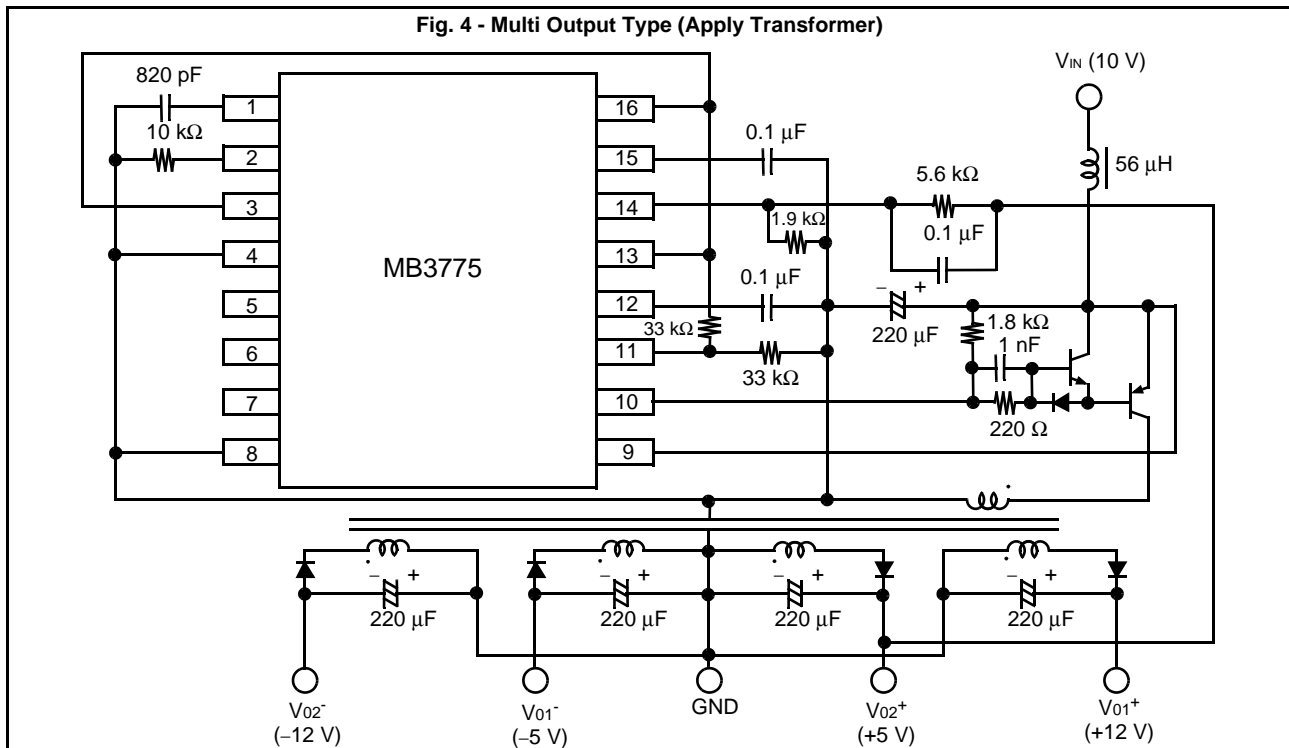 Fig. 4 - Multi Output Type (Apply Transformer)
VIN (10 V)
820 pF
1
16
10 kΩ
0.1 µF
2
15
56 µH
5.6 kΩ
3
14
1.9 kΩ
0.1 µF
4
13
MB3775
0.1 µF
− +
5
12
33 kΩ
220 µF
1.8 kΩ
1 nF
6
11
33 kΩ
7
10
220 Ω
8
9
− +
− +
− +
− +
220 µF
220 µF
220 µF
220 µF
V02-
V01-
GND
V02+
V01+
(−12 V)
(−5 V)
(+5 V)
(+12 V)